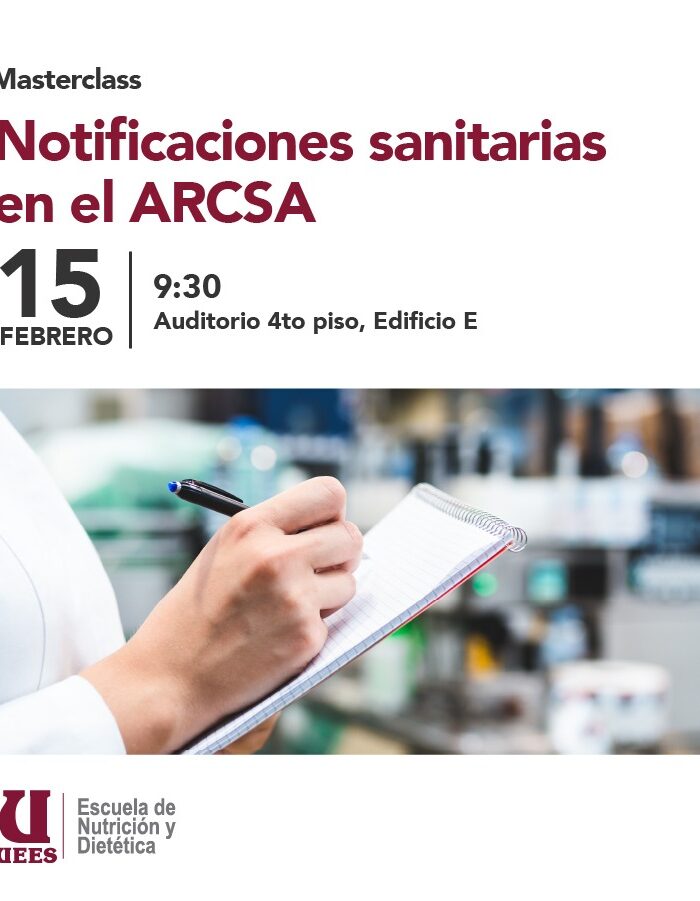 Masterclass
Notificaciones sanitarias
en el ARCSA
15
FEBRERO
9:30
Auditorio 4to piso, Edificio E
UEES
Escuela de
Nutrición y
Dietética